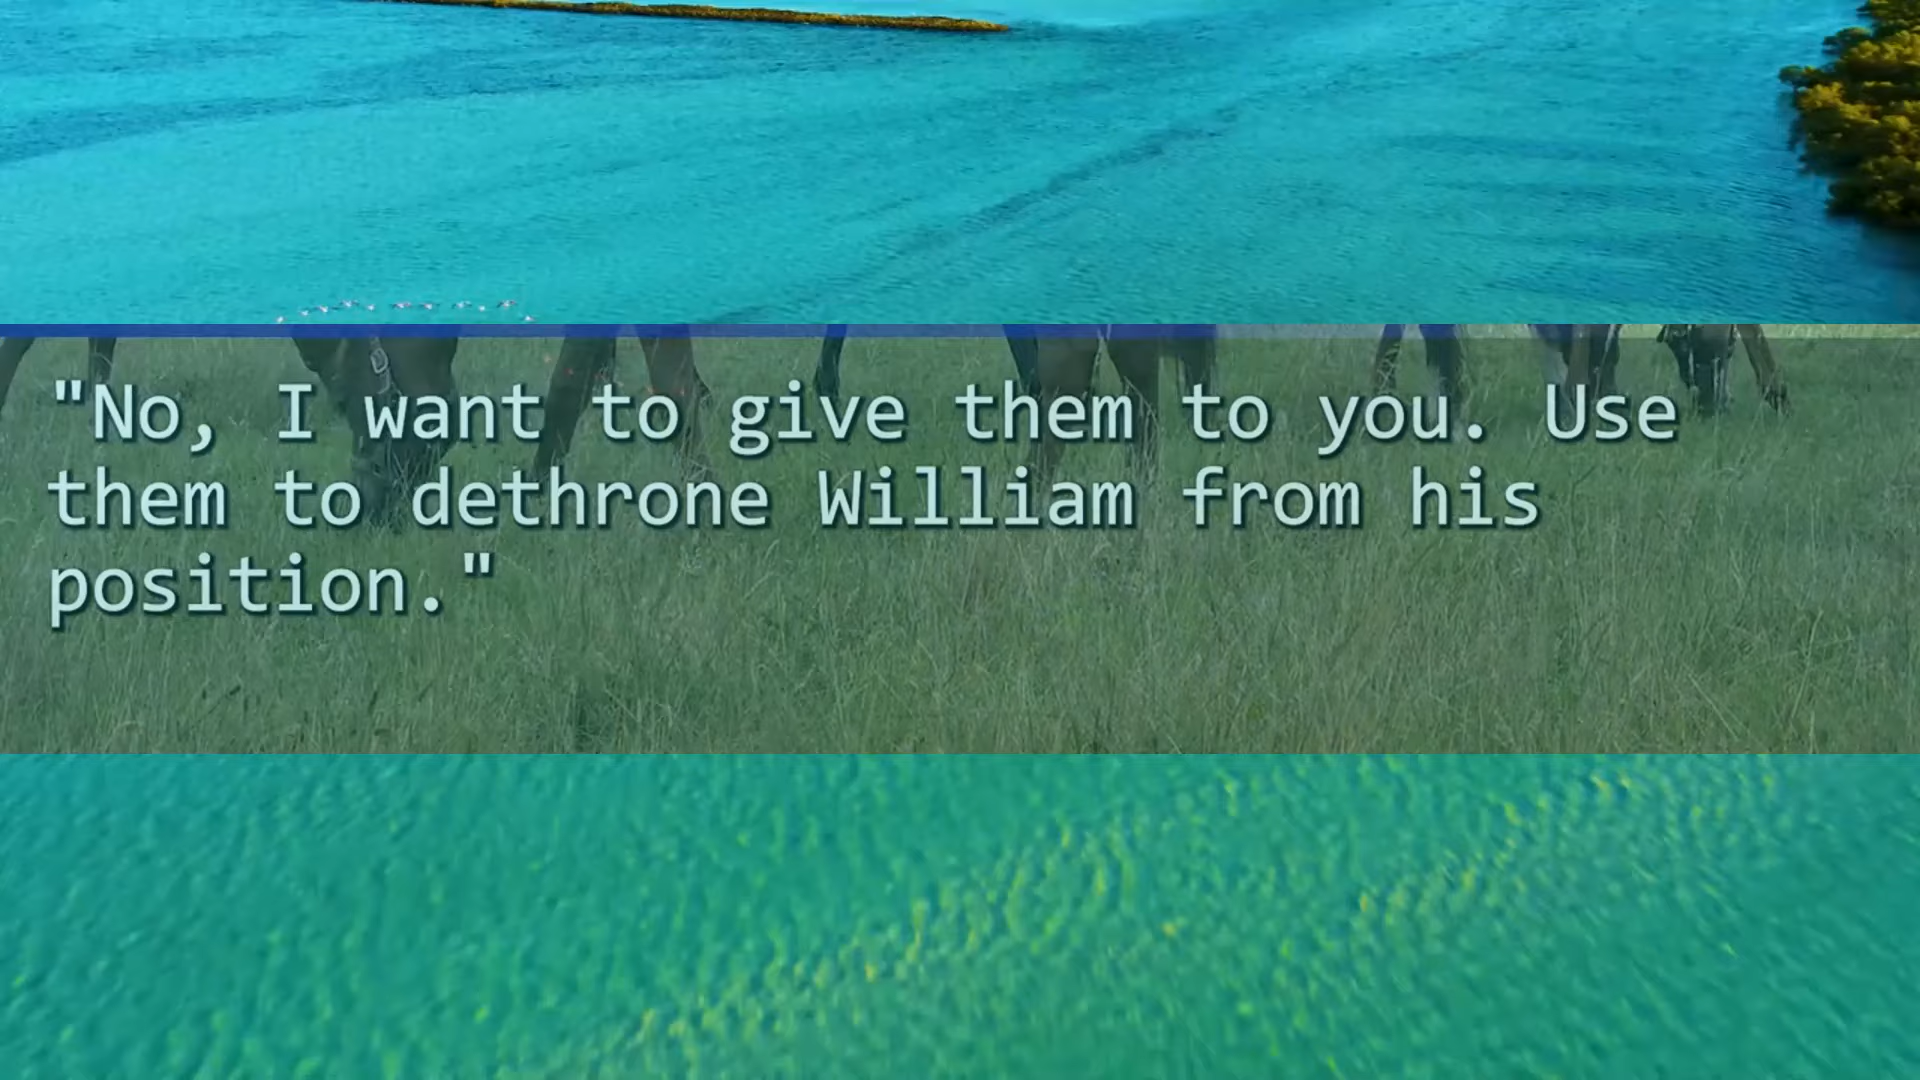 "No, I want to give them to you. Use
them to dethrone William from his
position."